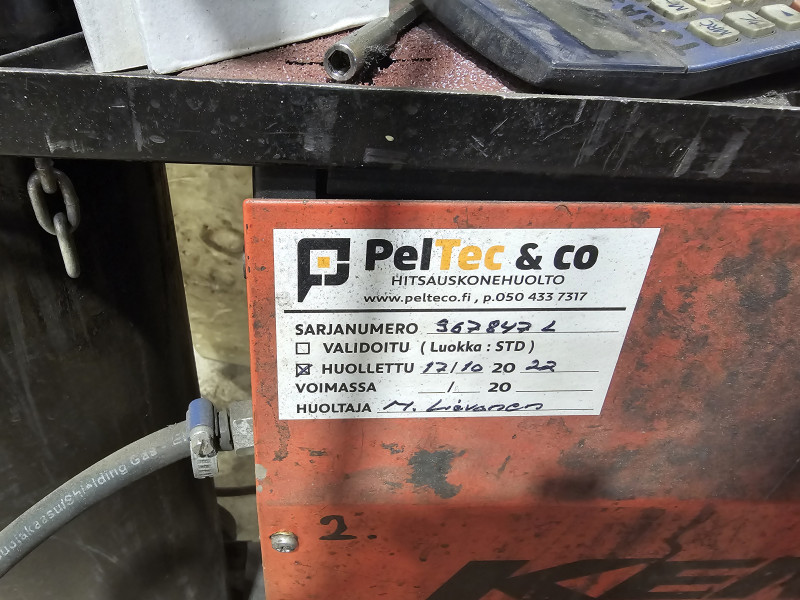 PelTec & co
HITSAUSKONEHUOLTO
www.pelteco.fi , p.050 433 7317
SARJANUMERO 367847 L
VALIDOITU ( Luokka : STD )
☒ HUOLLETTU 17/10 20 22
VOIMASSA / 20
HUOLTAJA M.
Suojakaasu/Shielding Gas -
2.